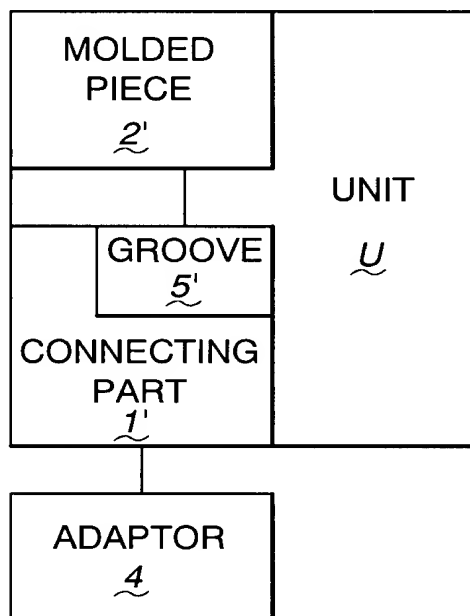 MOLDED
PIECE
2'
UNIT
U
GROOVE
5'
CONNECTING
PART
1'
ADAPTOR
4